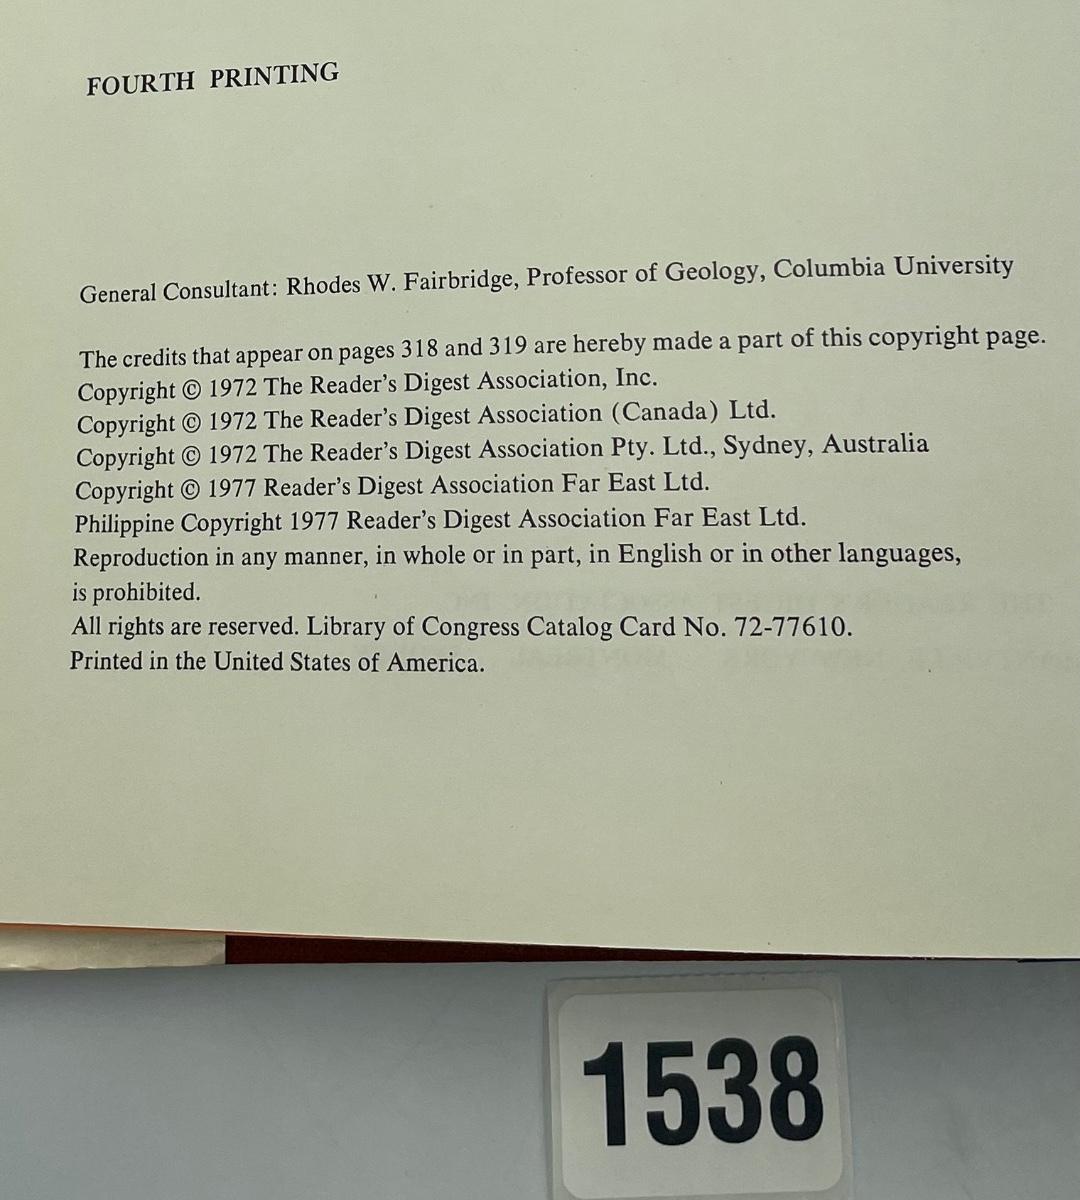 FOURTH PRINTING
General Consultant: Rhodes W. Fairbridge, Professor of Geology, Columbia University
The credits that appear on pages 318 and 319 are hereby made a part of this copyright page.
Copyright © 1972 The Reader's Digest Association, Inc.
Copyright © 1972 The Reader's Digest Association (Canada) Ltd.
Copyright © 1972 The Reader's Digest Association Pty. Ltd., Sydney, Australia
Copyright © 1977 Reader's Digest Association Far East Ltd.
Philippine Copyright 1977 Reader's Digest Association Far East Ltd.
Reproduction in any manner, in whole or in part, in English or in other languages,
is prohibited.
All rights are reserved. Library of Congress Catalog Card No. 72-77610.
Printed in the United States of America.
1538